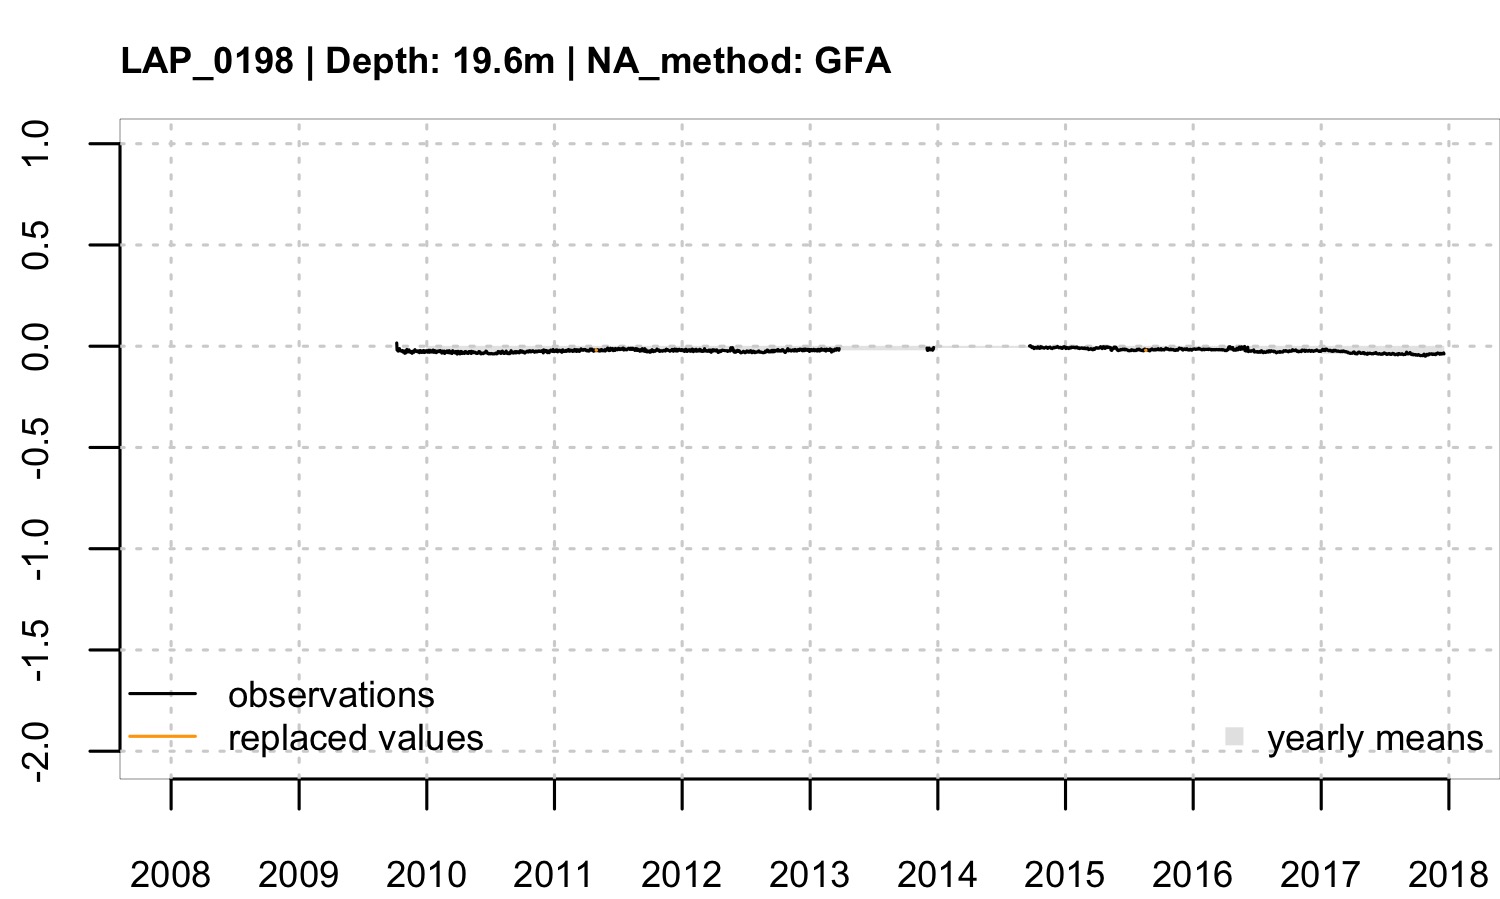 LAP_0198 | Depth: 19.6m | NA_method: GFA
1.0
0.5
0.0
-0.5
-1.0
-1.5
-2.0
observations
replaced values
yearly means
2008 2009 2010 2011 2012 2013 2014 2015 2016 2017 2018